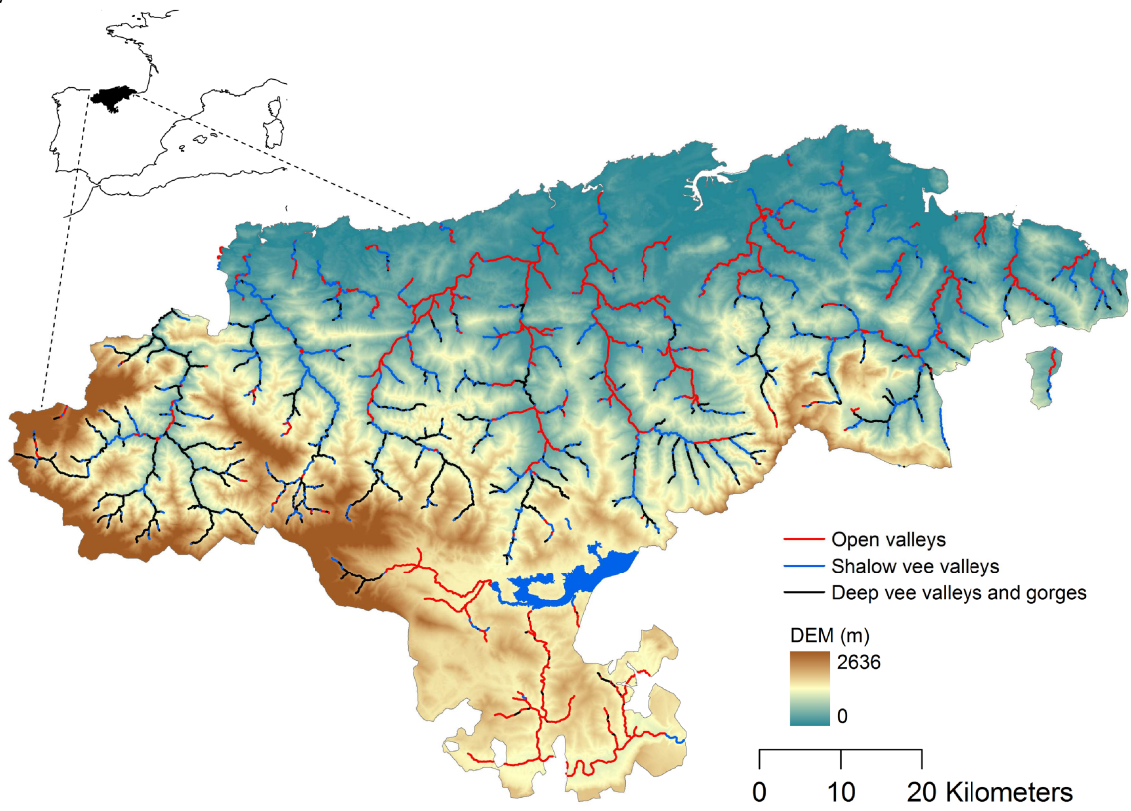 Open valleys
Shalow vee valleys
Deep vee valleys and gorges
DEM (m)
2636
0
0 10 20 Kilometers